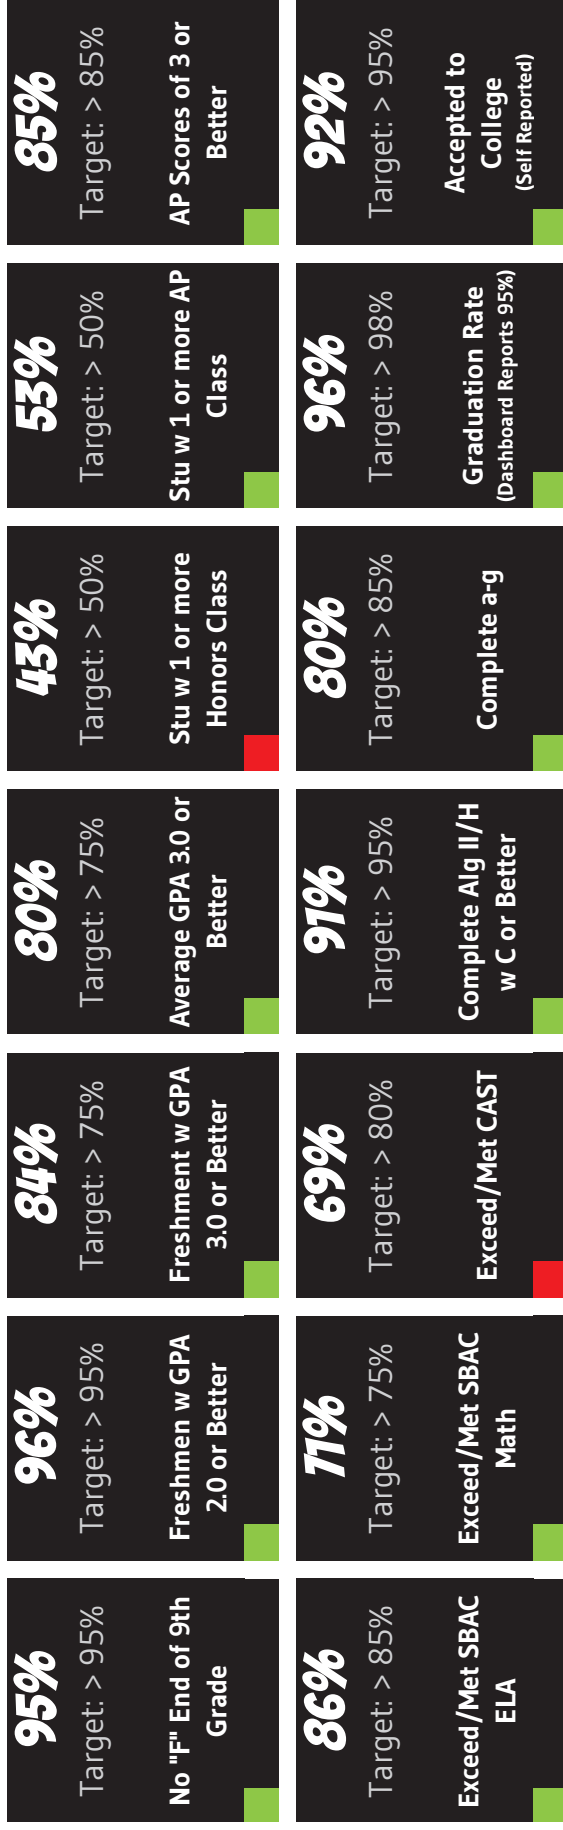 95%
Target: > 95%
No "F" End of 9th
Grade
96%
Target: > 95%
Freshmen w GPA
2.0 or Better
84%
Target: > 75%
Freshment w GPA
3.0 or Better
80%
Target: > 75%
Average GPA 3.0 or
Better
43%
Target: > 50%
Stu w 1 or more
Honors Class
53%
Target: > 50%
Stu w 1 or more AP
Class
85%
Target: > 85%
AP Scores of 3 or
Better
86%
Target: > 85%
Exceed/Met SBAC
ELA
71%
Target: > 75%
Exceed/Met SBAC
Math
69%
Target: > 80%
Exceed/Met CAST
91%
Target: > 95%
Complete Alg II/H
w C or Better
80%
Target: > 85%
Complete a-g
96%
Target: > 98%
Graduation Rate
(Dashboard Reports 95%)
92%
Target: > 95%
Accepted to
College
(Self Reported)